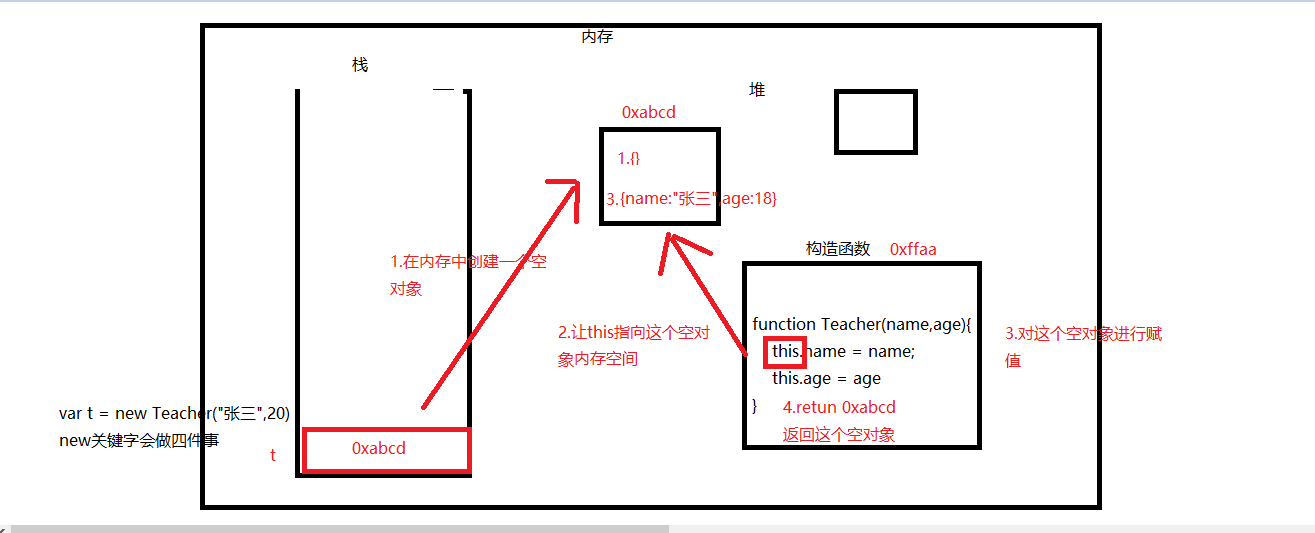 内存
栈
堆
0xabcd
1.{}
3.{name:"张三",age:18}
构造函数 0xffaa
1.在内存中创建一个空
对象
2.让this指向这个空对
象内存空间
function Teacher(name,age){
this.name = name;
this.age = age
}
4.retun 0xabcd
返回这个空对象
3.对这个空对象进行赋
值
var t = new Teacher("张三",20)
new关键字会做四件事
t
0xabcd